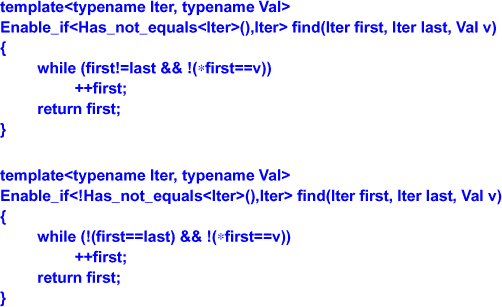 template<typename Iter, typename Val>
Enable_if<Has_not_equals<Iter>(),Iter> find(Iter first, Iter last, Val v)
{
while (first!=last && !(∗first==v))
++first;
return first;
}
template<typename Iter, typename Val>
Enable_if<!Has_not_equals<Iter>(),Iter> find(Iter first, Iter last, Val v)
{
while (!(first==last) && !(∗first==v))
++first;
return first;
}